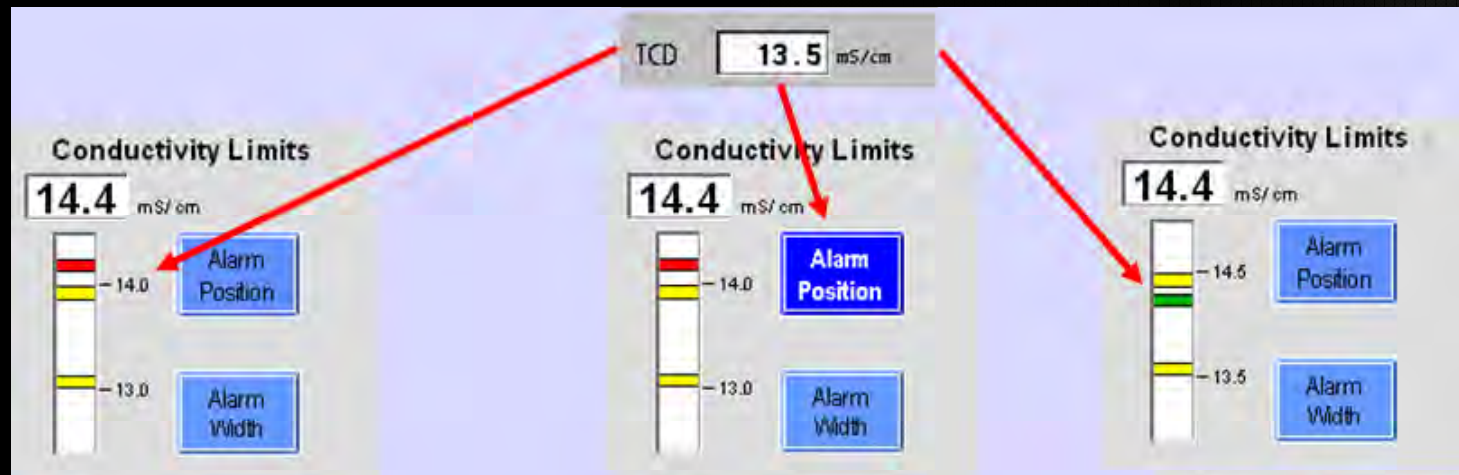 TCD 13.5 mS/cm
Conductivity Limits
14.4 mS/cm
Alarm
Position
14.0
13.0
Alarm
Width
Conductivity Limits
14.4 mS/cm
Alarm
Position
14.0
13.0
Alarm
Width
Conductivity Limits
14.4 mS/cm
Alarm
Position
14.5
13.5
Alarm
Width